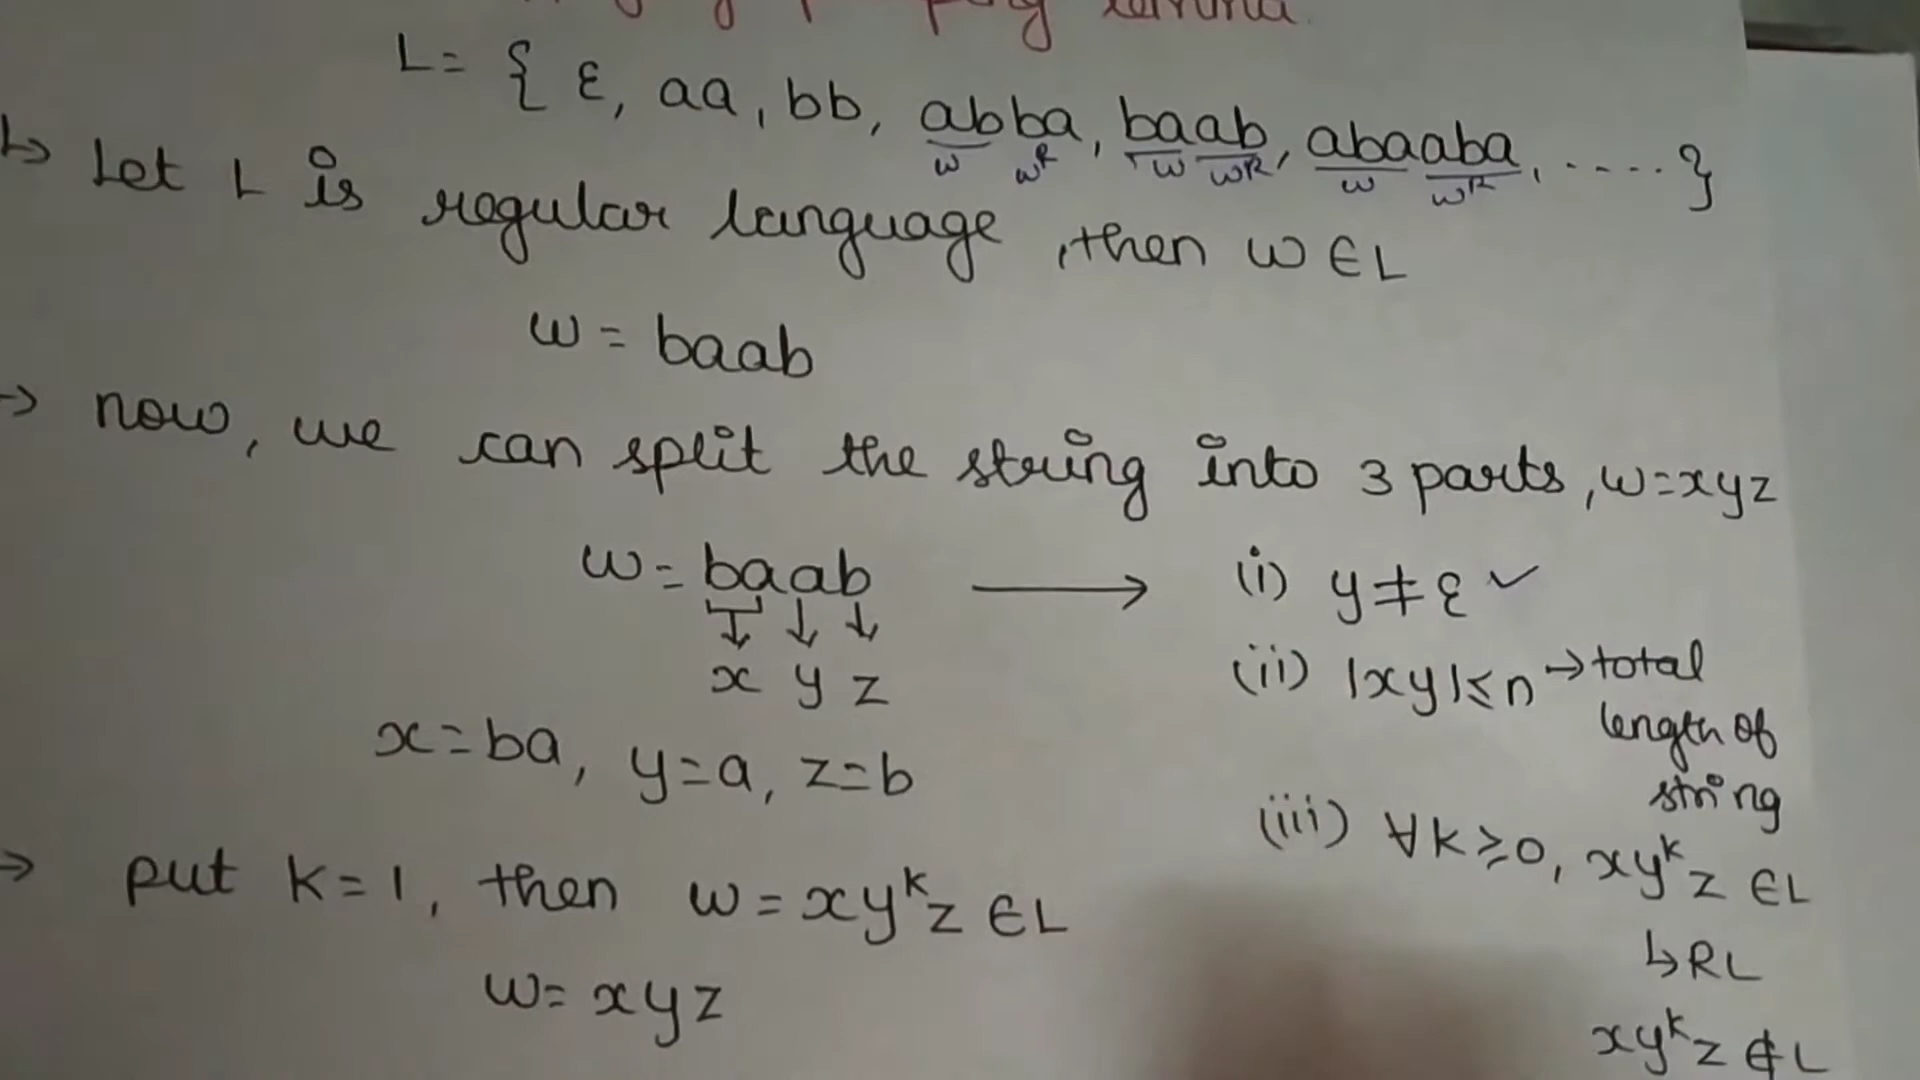 lemma
L= { ε, aa, bb, abba, baab, abaaba, ..... }
w wᴿ w wᴿ w wᴿ
↳ Let L is regular language, then w ∈ L
w = baab
→ now, we can split the string into 3 parts, w=xyz
w = baab ⟶ (i) y ≠ ε ✓
↓ ↓ ↓
x y z
(ii) |xy| ≤ n → total
length of
string
x = ba, y = a, z = b
(iii) ∀k ≥ 0, xyᵏz ∈ L
↳ RL
xyᵏz ∉ L
→ put k = 1, then w = xyᵏz ∈ L
w = xyz